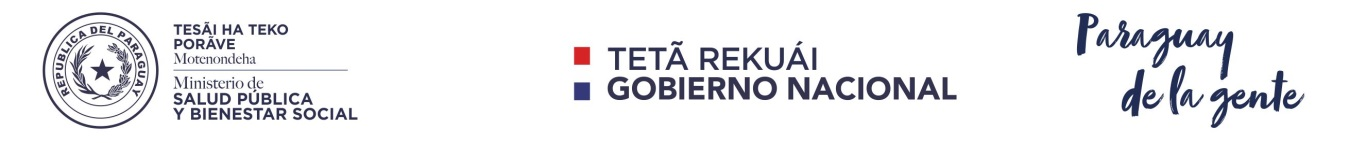 REPUBLICA DEL PARAGUAY
TESÃI HA TEKO
PORÃVE
Motenondeha
Ministerio de
SALUD PÚBLICA
Y BIENESTAR SOCIAL
TETÃ REKUÁI
GOBIERNO NACIONAL
Paraguay
de la gente